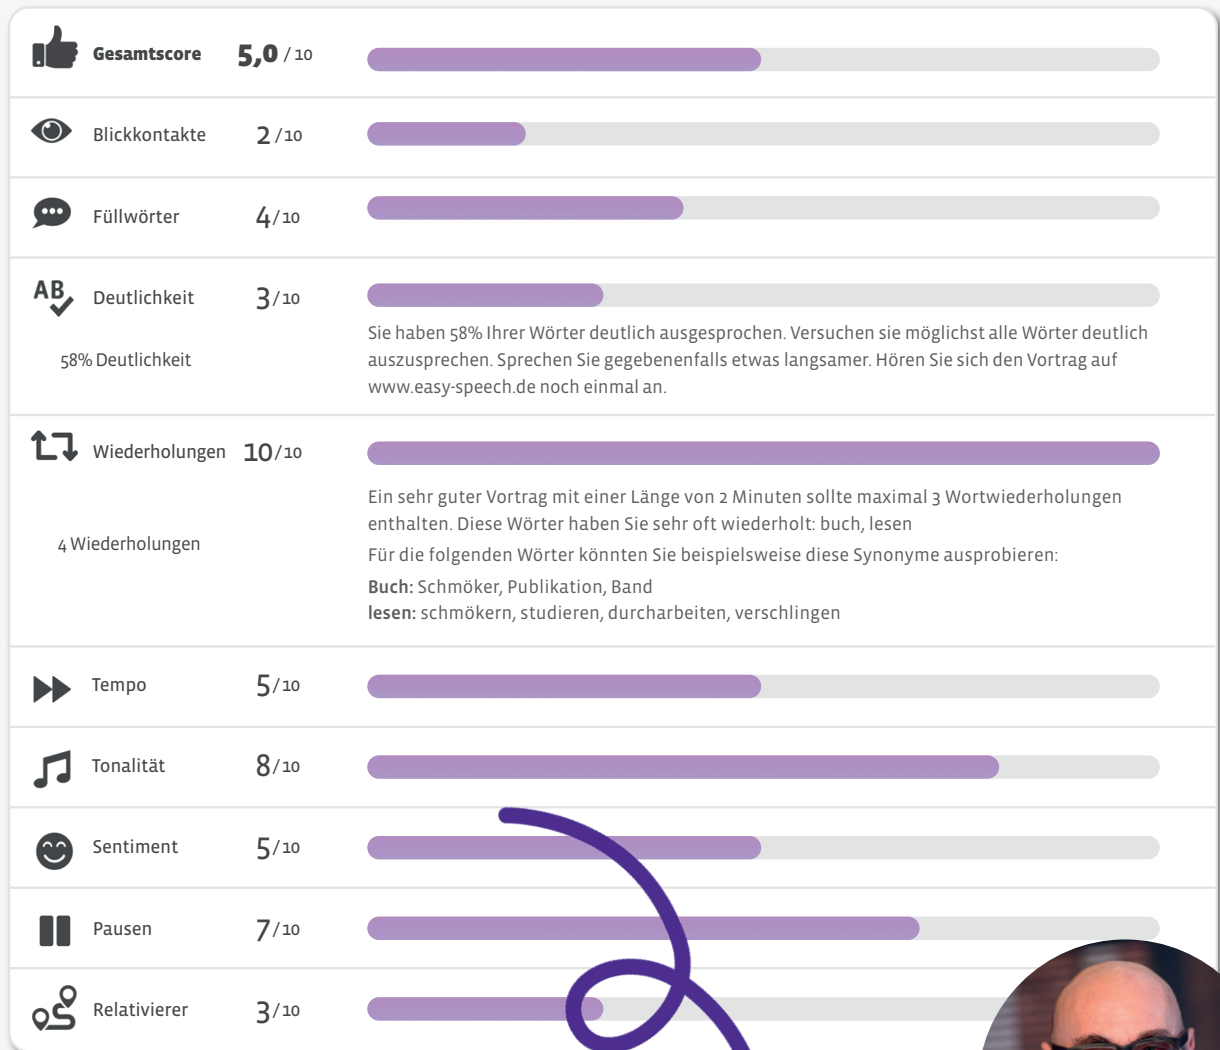 Gesamtscore 5,0 / 10
Blickkontakte 2 /10
Füllwörter 4/10
AB Deutlichkeit 3/10
58% Deutlichkeit
Sie haben 58% Ihrer Wörter deutlich ausgesprochen. Versuchen sie möglichst alle Wörter deutlich
auszusprechen. Sprechen Sie gegebenenfalls etwas langsamer. Hören Sie sich den Vortrag auf
www.easy-speech.de noch einmal an.
Wiederholungen 10/10
4 Wiederholungen
Ein sehr guter Vortrag mit einer Länge von 2 Minuten sollte maximal 3 Wortwiederholungen
enthalten. Diese Wörter haben Sie sehr oft wiederholt: buch, lesen
Für die folgenden Wörter könnten Sie beispielsweise diese Synonyme ausprobieren:
Buch: Schmöker, Publikation, Band
lesen: schmökern, studieren, durcharbeiten, verschlingen
Tempo 5/10
Tonalität 8/10
Sentiment 5/10
Pausen 7/10
Relativierer 3/10